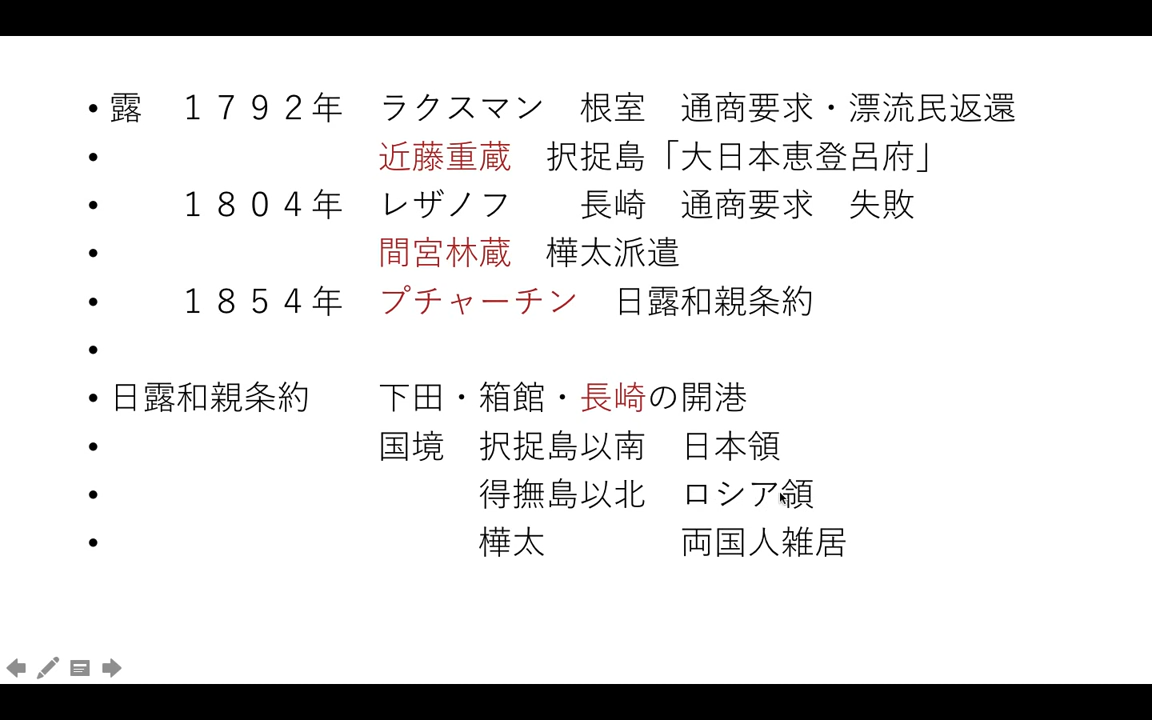 • 露　１７９２年　ラクスマン　根室　通商要求・漂流民返還
•　　　　　　　　近藤重蔵　択捉島「大日本恵登呂府」
•　　１８０４年　レザノフ　　長崎　通商要求　失敗
•　　　　　　　　間宮林蔵　樺太派遣
•　　１８５４年　プチャーチン　日露和親条約
•
• 日露和親条約　　下田・箱館・長崎の開港
•　　　　　　　　国境　択捉島以南　日本領
•　　　　　　　　　　　得撫島以北　ロシア領
•　　　　　　　　　　　樺太　　　　両国人雑居